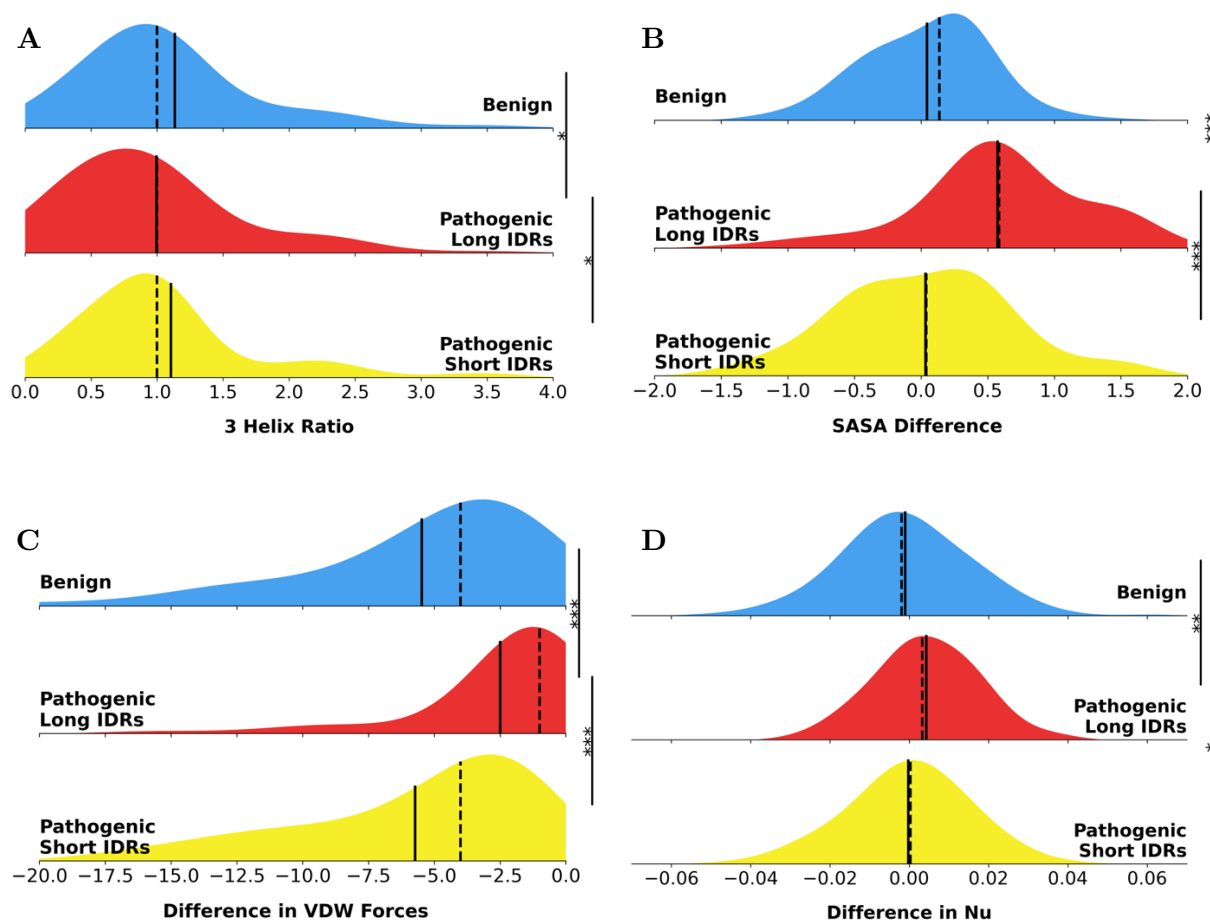 A
Benign
*
Pathogenic
Long IDRs
*
Pathogenic
Short IDRs
0.0 0.5 1.0 1.5 2.0 2.5 3.0 3.5 4.0
3 Helix Ratio
B
Benign
***
Pathogenic
Long IDRs
***
Pathogenic
Short IDRs
−2.0 −1.5 −1.0 −0.5 0.0 0.5 1.0 1.5 2.0
SASA Difference
C
Benign
***
Pathogenic
Long IDRs
***
Pathogenic
Short IDRs
−20.0 −17.5 −15.0 −12.5 −10.0 −7.5 −5.0 −2.5 0.0
Difference in VDW Forces
D
Benign
**
Pathogenic
Long IDRs
*
Pathogenic
Short IDRs
−0.06 −0.04 −0.02 0.00 0.02 0.04 0.06
Difference in Nu